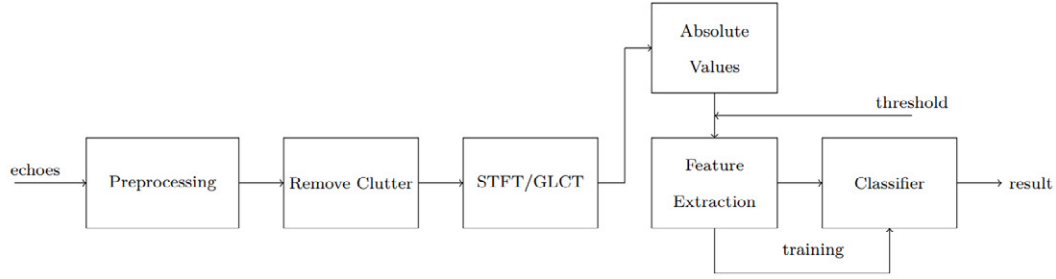 echoes
Preprocessing
Remove Clutter
STFT/GLCT
Absolute
Values
threshold
Feature
Extraction
Classifier
result
training